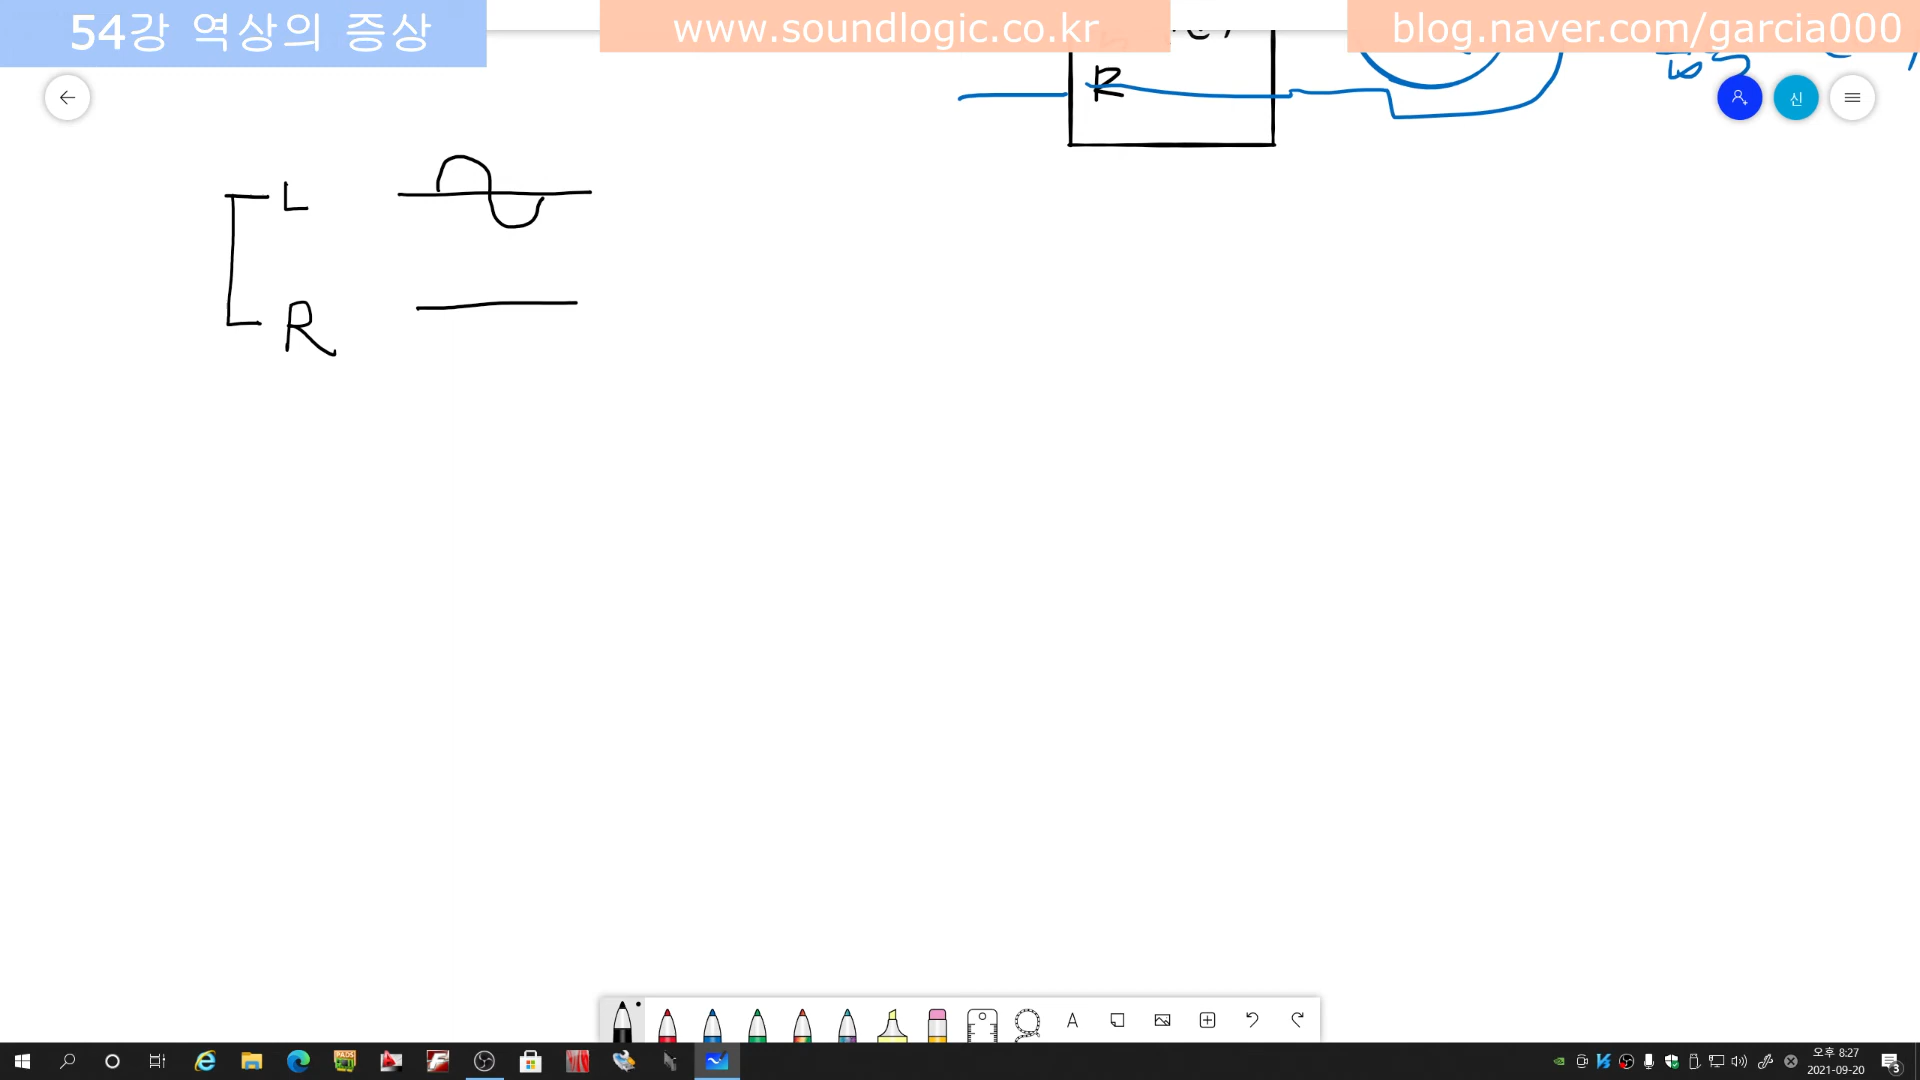 54강 역상의 증상
www.soundlogic.co.kr
blog.naver.com/garcia000
R
신
L
R
A
오후 8:27
2021-09-20
3